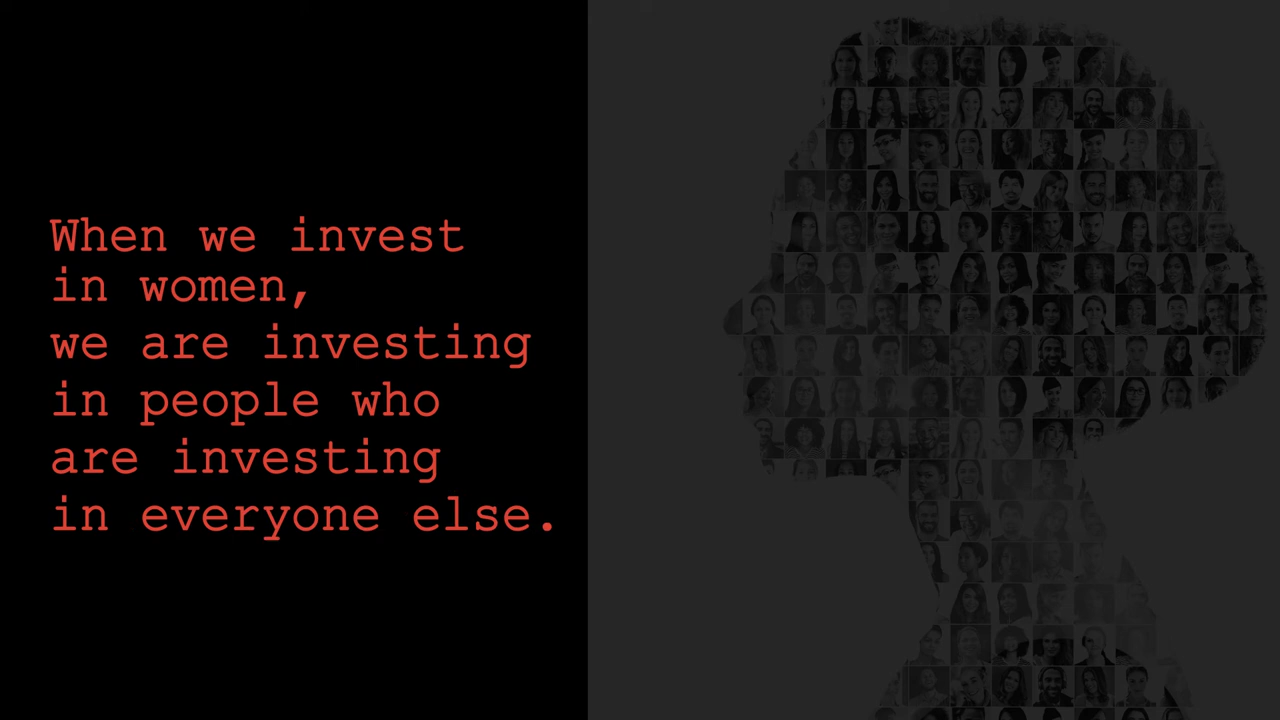 When we invest
in women,
we are investing
in people who
are investing
in everyone else.